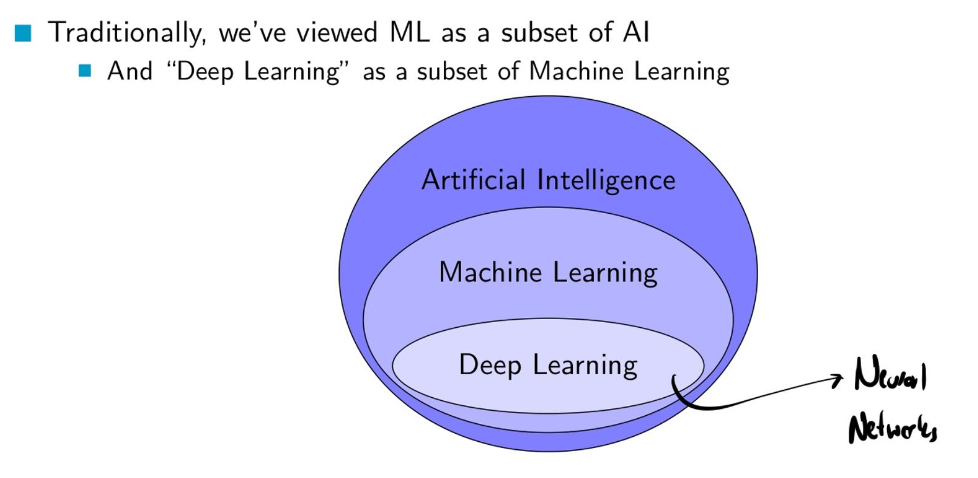 Traditionally, we've viewed ML as a subset of AI
And “Deep Learning” as a subset of Machine Learning
Artificial Intelligence
Machine Learning
Deep Learning
Neural
Networks